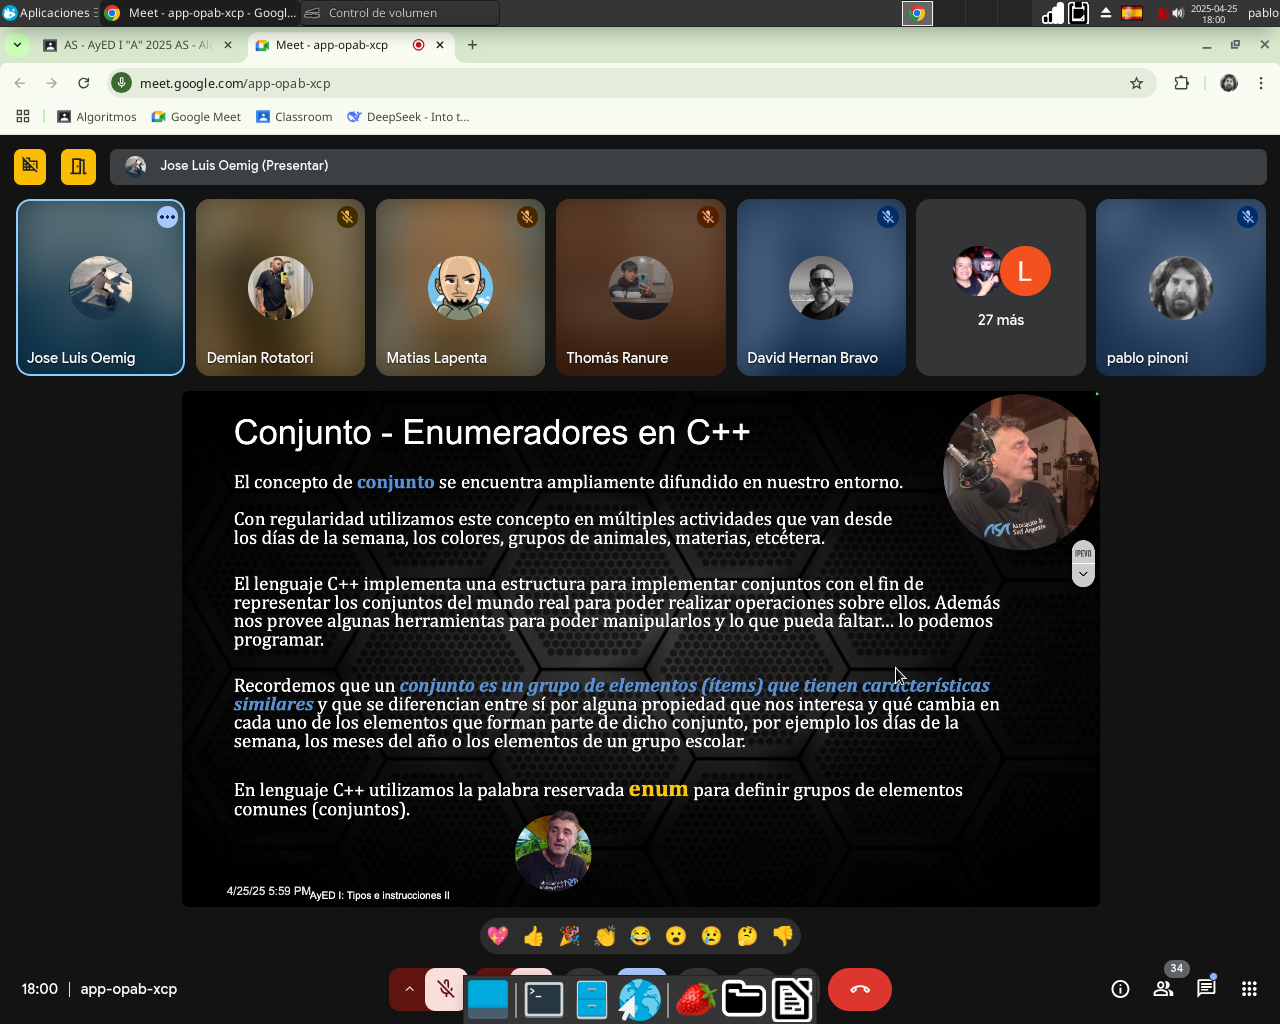 Aplicaciones
Meet - app-opab-xcp - Googl...
Control de volumen
2025-04-25
18:00
pablo
AS - AyED I "A" 2025 AS - Al
Meet - app-opab-xcp
meet.google.com/app-opab-xcp
Algoritmos
Google Meet
Classroom
DeepSeek - Into t...
Jose Luis Oemig (Presentar)
L
27 más
Jose Luis Oemig
Demian Rotatori
Matias Lapenta
Thomás Ranure
David Hernan Bravo
pablo pinoni
Conjunto - Enumeradores en C++
El concepto de conjunto se encuentra ampliamente difundido en nuestro entorno.
Con regularidad utilizamos este concepto en múltiples actividades que van desde
los días de la semana, los colores, grupos de animales, materias, etcétera.
El lenguaje C++ implementa una estructura para implementar conjuntos con el fin de
representar los conjuntos del mundo real para poder realizar operaciones sobre ellos. Además
nos provee algunas herramientas para poder manipularlos y lo que pueda faltar... lo podemos
programar.
Recordemos que un conjunto es un grupo de elementos (ítems) que tienen características
similares y que se diferencian entre sí por alguna propiedad que nos interesa y qué cambia en
cada uno de los elementos que forman parte de dicho conjunto, por ejemplo los días de la
semana, los meses del año o los elementos de un grupo escolar.
En lenguaje C++ utilizamos la palabra reservada enum para definir grupos de elementos
comunes (conjuntos).
Asociación de
Surf Argentina
IPEVO
4/25/25 5:59 PM
AyED I: Tipos e instrucciones II
34
18:00
app-opab-xcp